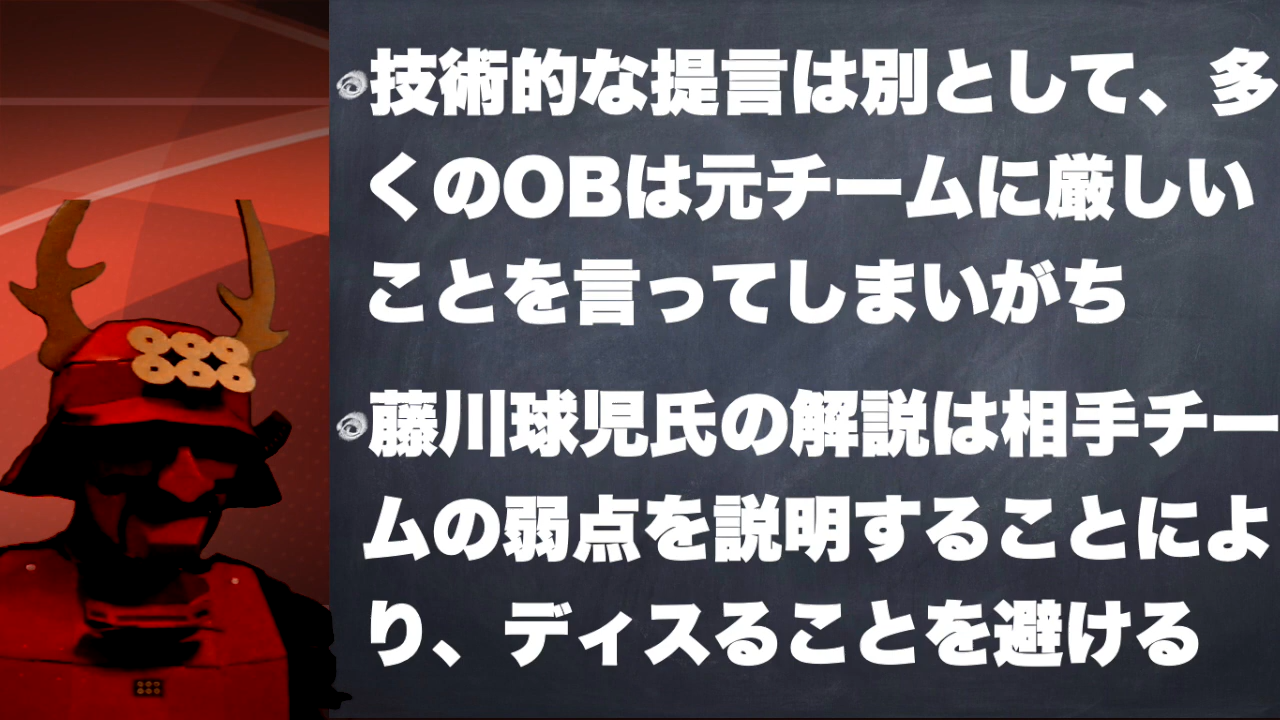 技術的な提言は別として、多
くのOBは元チームに厳しい
ことを言ってしまいがち
藤川球児氏の解説は相手チー
ムの弱点を説明することによ
り、ディスることを避ける